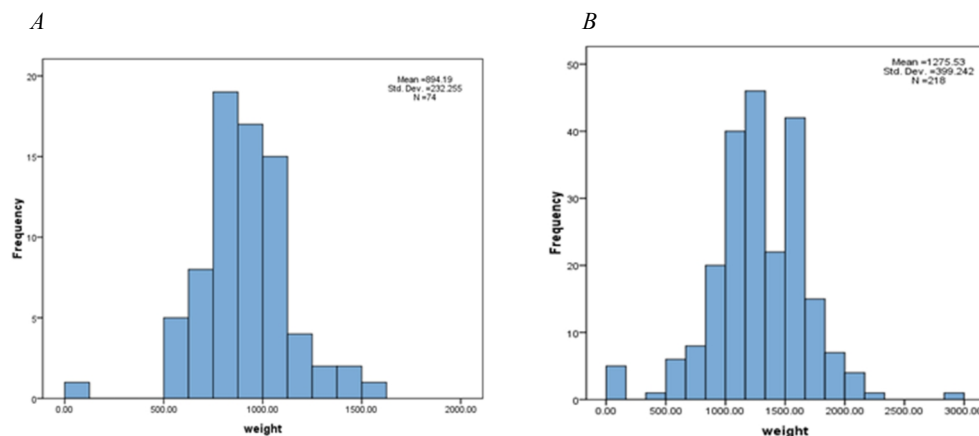 A
B
Mean =894.19
Std. Dev. =232.255
N =74
Mean =1275.53
Std. Dev. =399.242
N =218
20
15
10
5
0
Frequency
0.00 500.00 1000.00 1500.00 2000.00
weight
50
40
30
20
10
0
Frequency
0.00 500.00 1000.00 1500.00 2000.00 2500.00 3000.00
weight